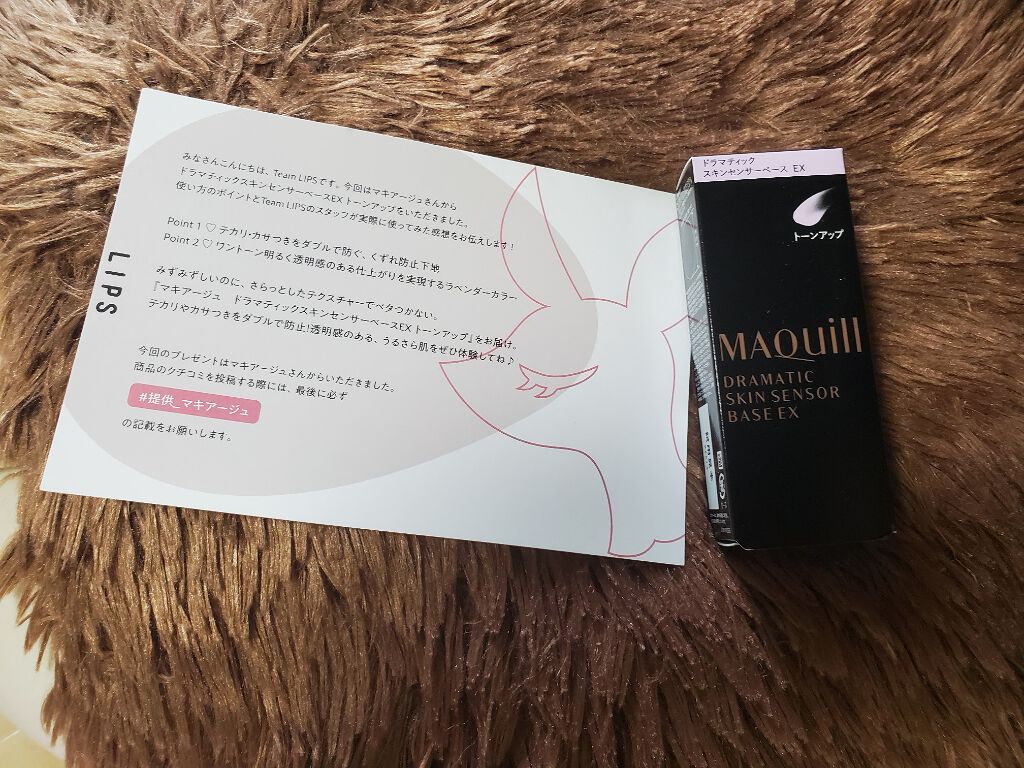 みなさんこんにちは、Team LIPSです。今回はマキアージュさんから
ドラマティックスキンセンサーベースEX トーンアップをいただきました。
使い方のポイントとTeam LIPSのスタッフが実際に使ってみた感想をお伝えします！
Point 1 ♡ テカリ・カサつきをダブルで防ぐ、くずれ防止下地
Point 2 ♡ ワントーン明るく透明感のある仕上がりを実現するラベンダーカラー
みずみずしいのに、さらっとしたテクスチャーでベタつかない。
『マキアージュ ドラマティックスキンセンサーベースEX トーンアップ』をお届け。
テカリやカサつきをダブルで防止!透明感のある、うるさら肌をぜひ体験してね♪
今回のプレゼントはマキアージュさんからいただきました。
商品のクチコミを投稿する際には、最後に必ず
#提供_マキアージュ
の記載をお願いします。
LIPS
ドラマティック
スキンセンサーベース EX
トーンアップ
MAQuill
DRAMATIC
SKIN SENSOR
BASE EX